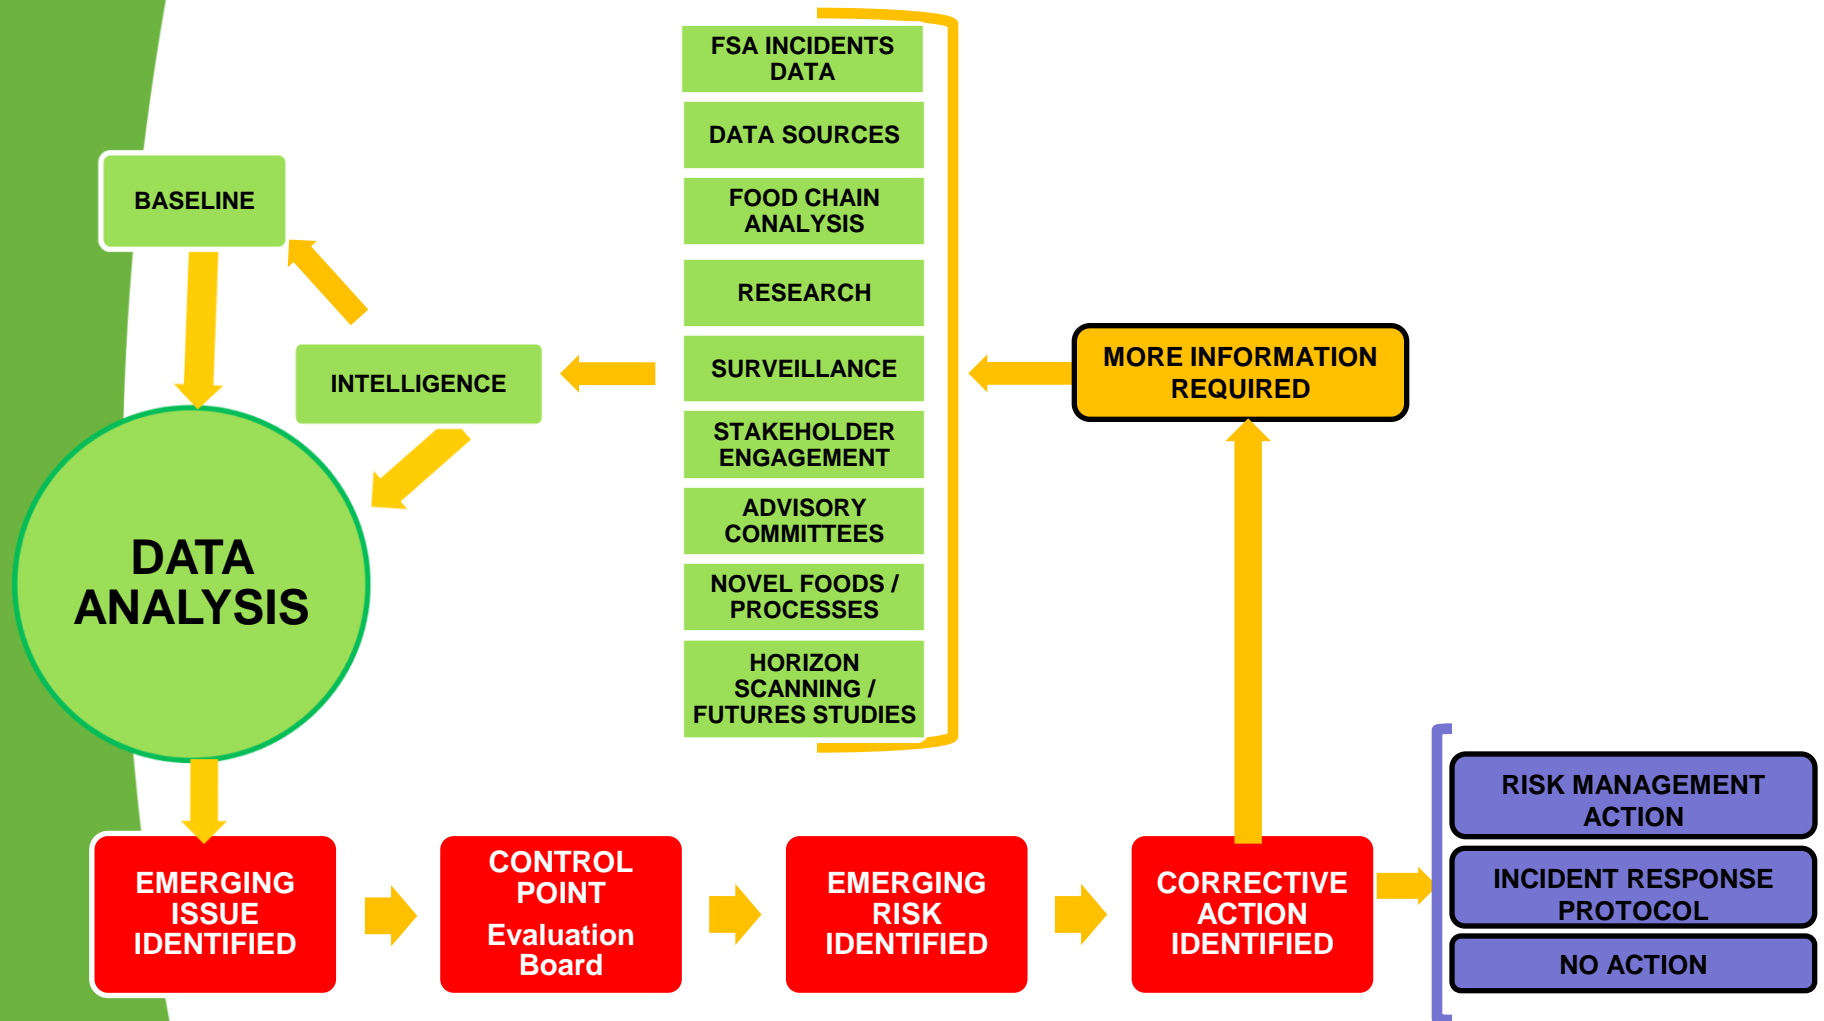 FSA INCIDENTS
DATA
DATA SOURCES
FOOD CHAIN
ANALYSIS
RESEARCH
SURVEILLANCE
STAKEHOLDER
ENGAGEMENT
ADVISORY
COMMITTEES
NOVEL FOODS /
PROCESSES
HORIZON
SCANNING /
FUTURES STUDIES
BASELINE
INTELLIGENCE
MORE INFORMATION
REQUIRED
DATA
ANALYSIS
EMERGING
ISSUE
IDENTIFIED
CONTROL
POINT
Evaluation
Board
EMERGING
RISK
IDENTIFIED
CORRECTIVE
ACTION
IDENTIFIED
RISK MANAGEMENT
ACTION
INCIDENT RESPONSE
PROTOCOL
NO ACTION